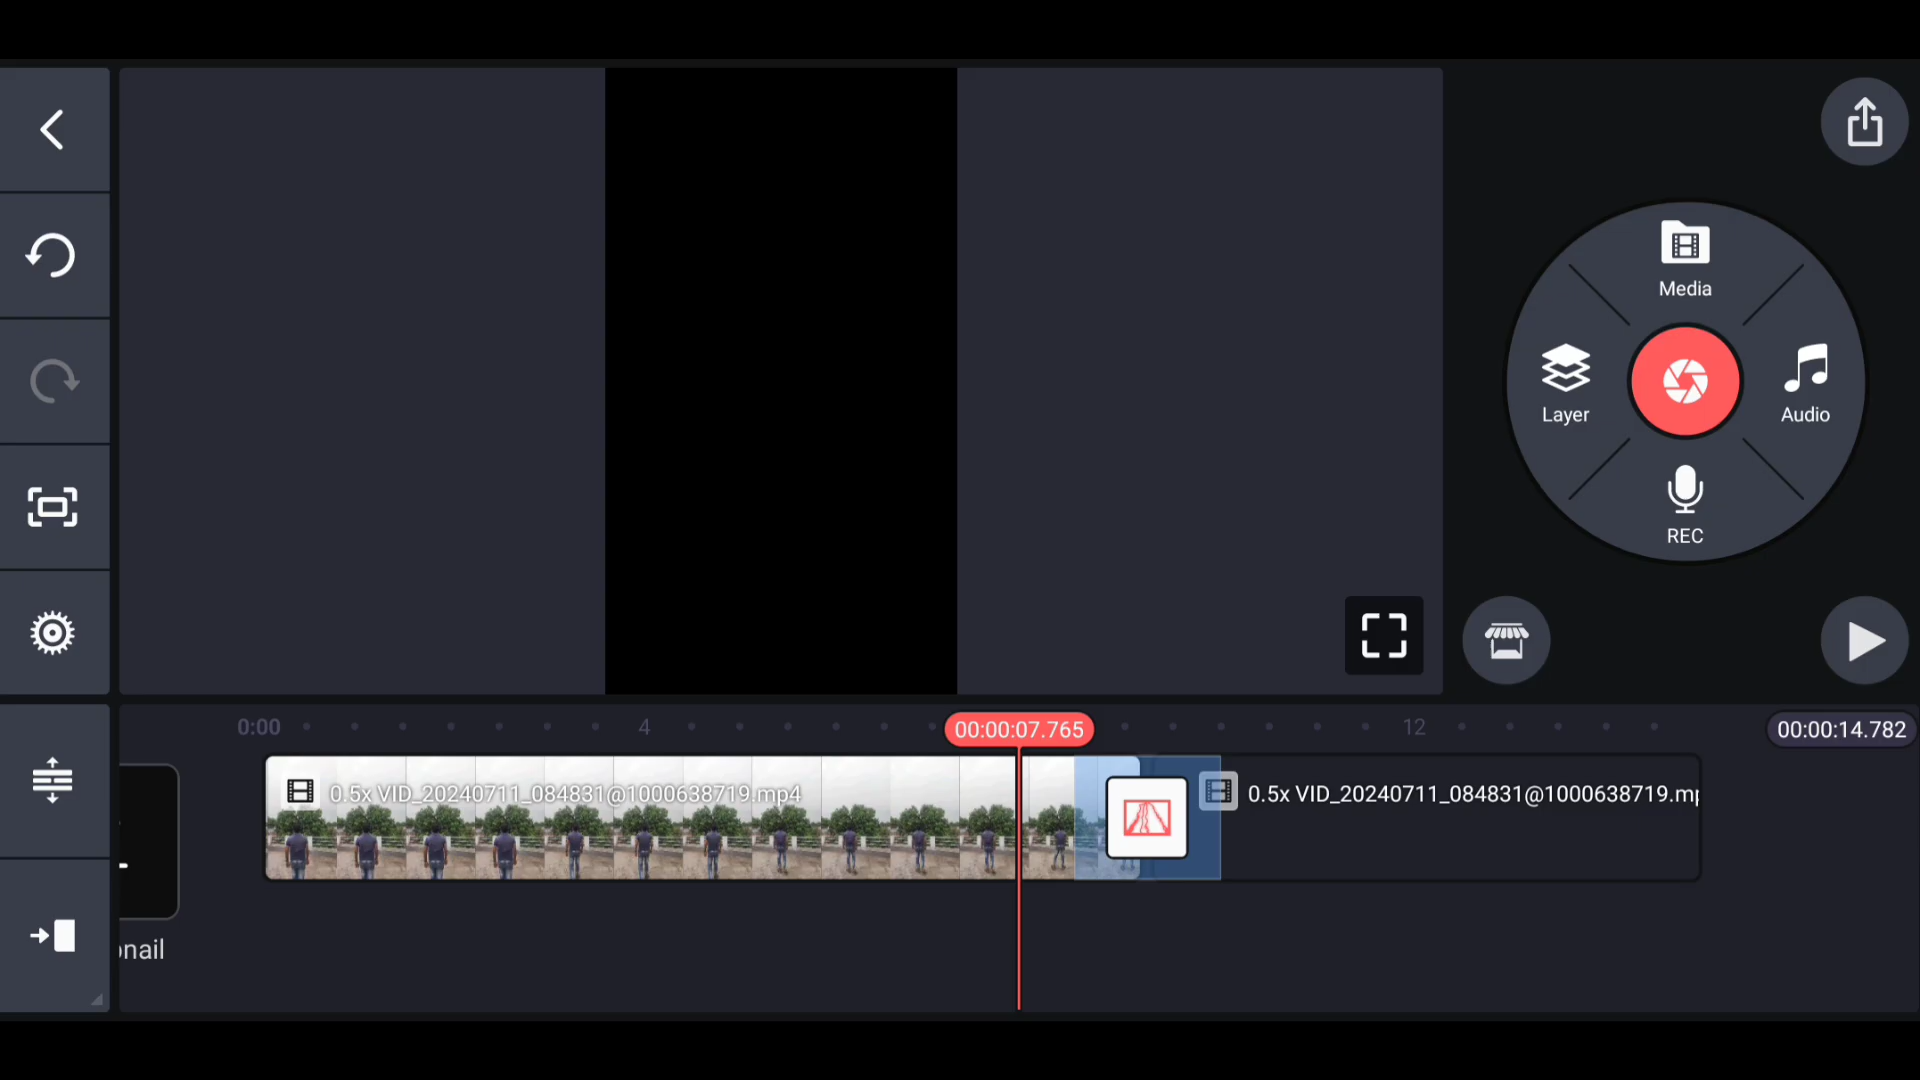 Media
Layer
Audio
REC
0:00
4
00:00:07.765
12
00:00:14.782
0.5x VID_20240711_084831@1000638719.mp4
0.5x VID_20240711_084831@1000638719.mp
nail